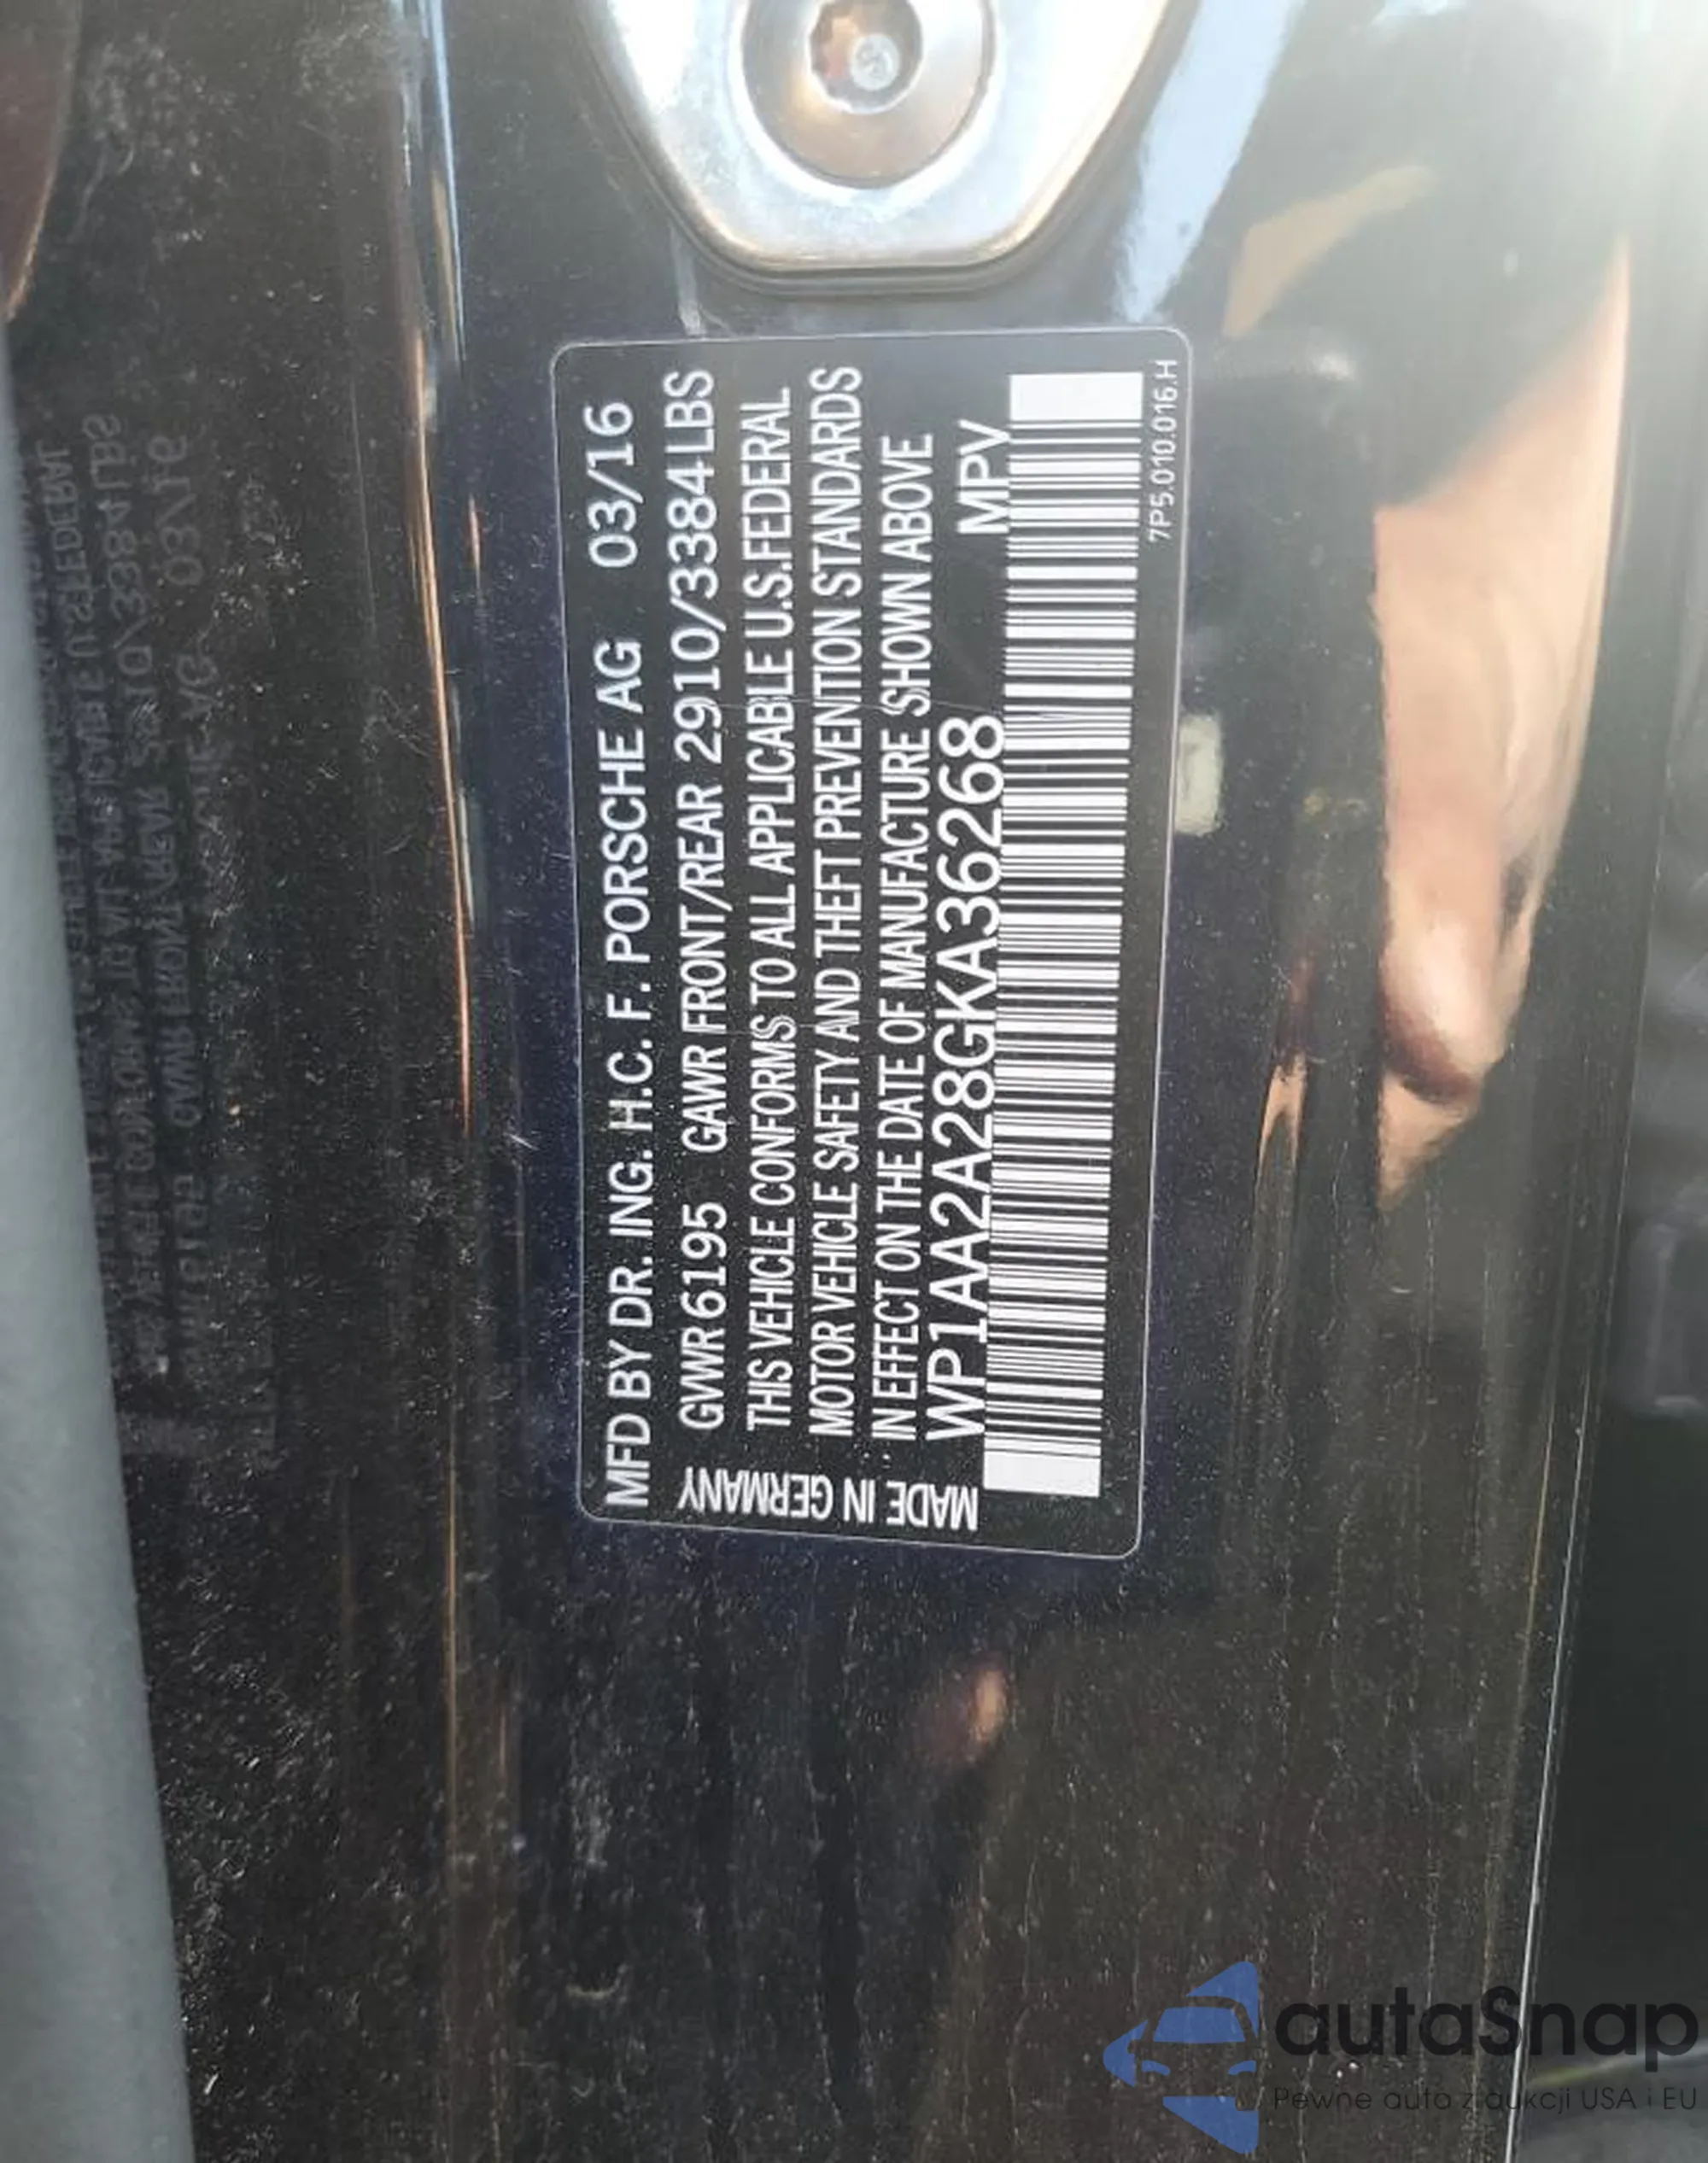 MFD BY DR. ING. H.C. F. PORSCHE AG 03/16
GWWR 6195 GAWR FRONT/REAR 2910/3384 LBS
THIS VEHICLE CONFORMS TO ALL APPLICABLE U.S. FEDERAL
MOTOR VEHICLE SAFETY AND THEFT PREVENTION STANDARDS
IN EFFECT ON THE DATE OF MANUFACTURE SHOWN ABOVE
WP1AA2A28GKA36268 MPV
MADE IN GERMANY
7P5.010.016.H
autaSnap
Pewne auta z aukcji USA i EU